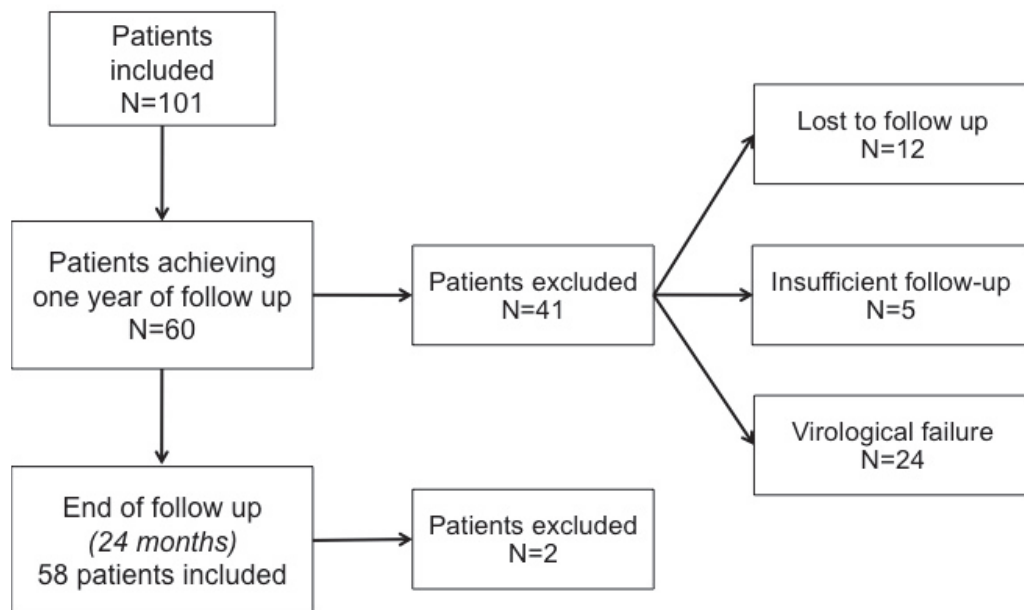 Patients
included
N=101
Lost to follow up
N=12
Patients achieving
one year of follow up
N=60
Patients excluded
N=41
Insufficient follow-up
N=5
Virological failure
N=24
End of follow up
(24 months)
58 patients included
Patients excluded
N=2